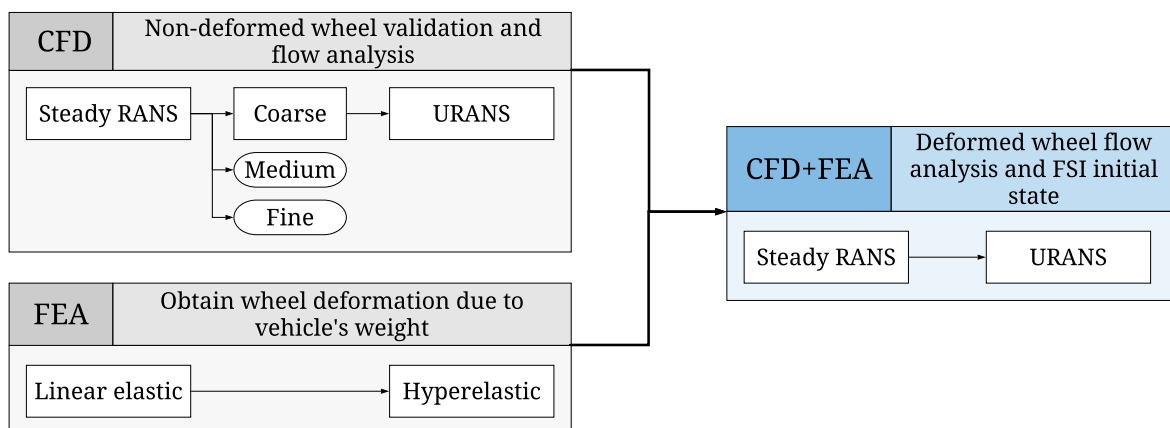 CFD
Non-deformed wheel validation and
flow analysis
Steady RANS
Coarse
URANS
Medium
Fine
FEA
Obtain wheel deformation due to
vehicle's weight
Linear elastic
Hyperelastic
CFD+FEA
Deformed wheel flow
analysis and FSI initial
state
Steady RANS
URANS